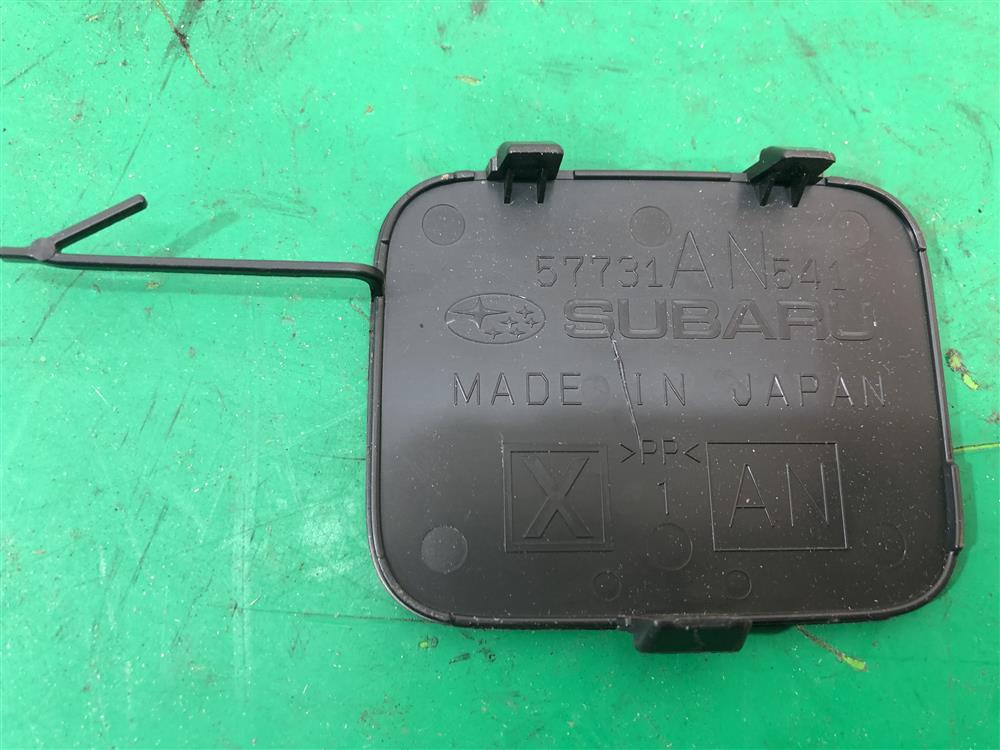 57731AN541
SUBARU
MADE IN JAPAN
>PP<
X 1 AN